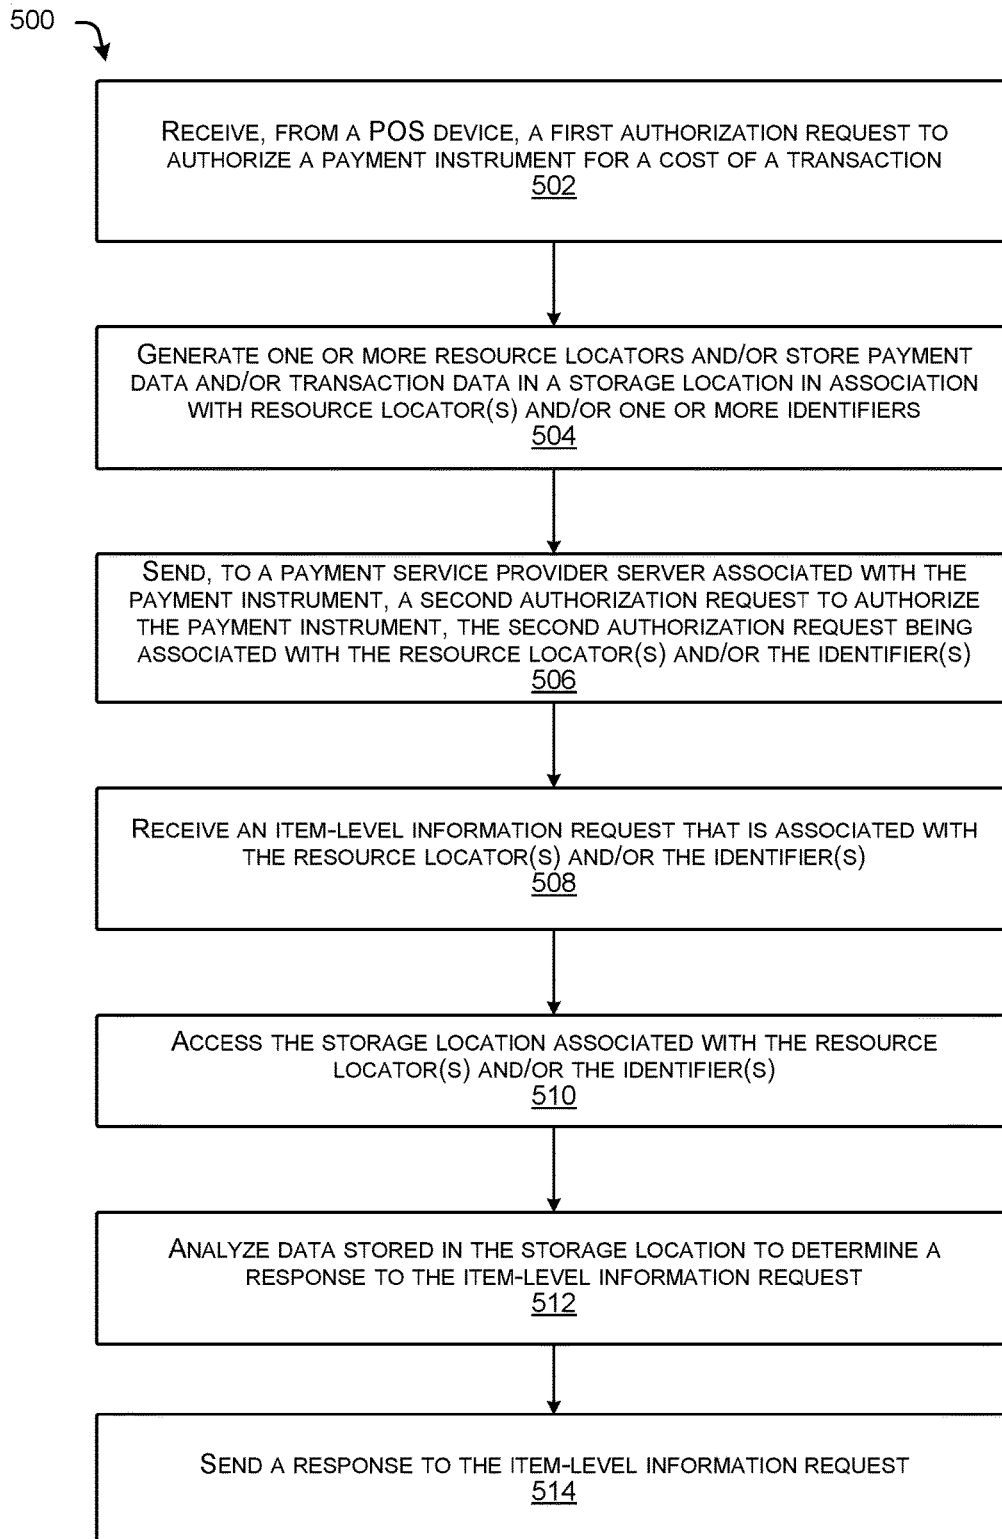 500
RECEIVE, FROM A POS DEVICE, A FIRST AUTHORIZATION REQUEST TO
AUTHORIZE A PAYMENT INSTRUMENT FOR A COST OF A TRANSACTION
502
GENERATE ONE OR MORE RESOURCE LOCATORS AND/OR STORE PAYMENT
DATA AND/OR TRANSACTION DATA IN A STORAGE LOCATION IN ASSOCIATION
WITH RESOURCE LOCATOR(S) AND/OR ONE OR MORE IDENTIFIERS
504
SEND, TO A PAYMENT SERVICE PROVIDER SERVER ASSOCIATED WITH THE
PAYMENT INSTRUMENT, A SECOND AUTHORIZATION REQUEST TO AUTHORIZE
THE PAYMENT INSTRUMENT, THE SECOND AUTHORIZATION REQUEST BEING
ASSOCIATED WITH THE RESOURCE LOCATOR(S) AND/OR THE IDENTIFIER(S)
506
RECEIVE AN ITEM-LEVEL INFORMATION REQUEST THAT IS ASSOCIATED WITH
THE RESOURCE LOCATOR(S) AND/OR THE IDENTIFIER(S)
508
ACCESS THE STORAGE LOCATION ASSOCIATED WITH THE RESOURCE
LOCATOR(S) AND/OR THE IDENTIFIER(S)
510
ANALYZE DATA STORED IN THE STORAGE LOCATION TO DETERMINE A
RESPONSE TO THE ITEM-LEVEL INFORMATION REQUEST
512
SEND A RESPONSE TO THE ITEM-LEVEL INFORMATION REQUEST
514